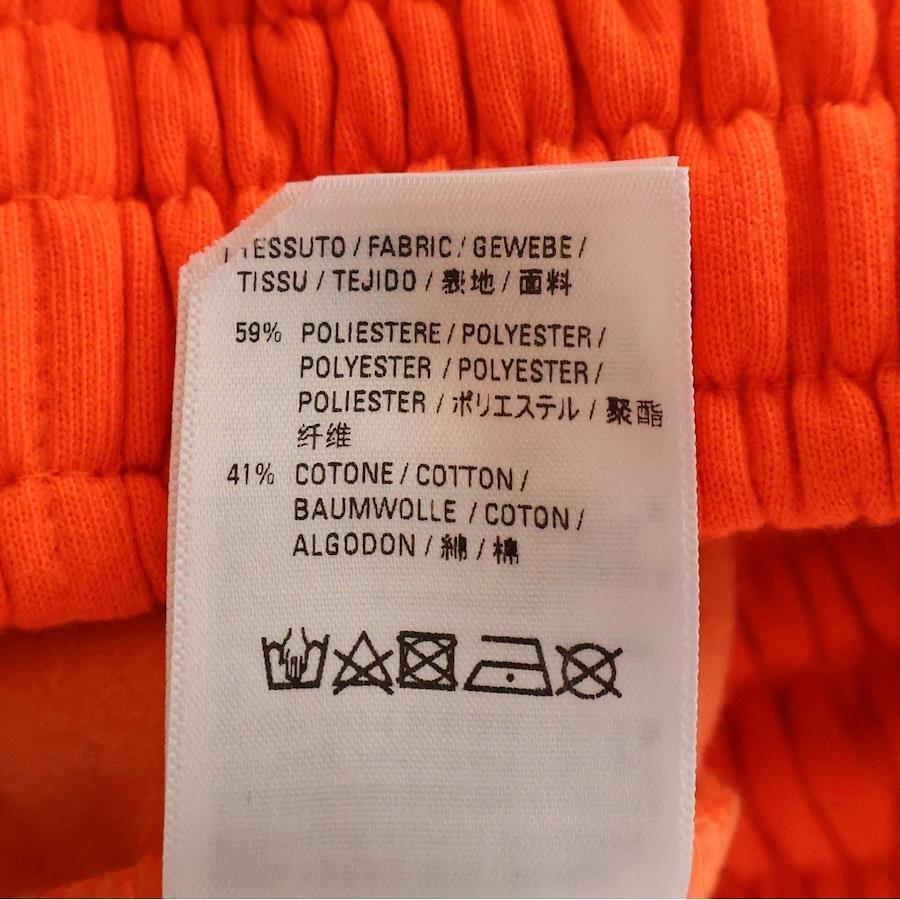 TESSUTO / FABRIC / GEWEBE /
TISSU / TEJIDO / 表地 / 面料
59% POLIESTERE / POLYESTER /
POLYESTER / POLYESTER /
POLIESTER / ポリエステル / 聚酯
纤维
41% COTONE / COTTON /
BAUMWOLLE / COTON /
ALGODON / 綿 / 棉